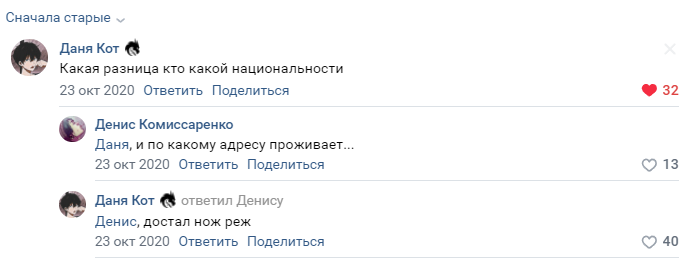 Сначала старые
Даня Кот
Какая разница кто какой национальности
23 окт 2020 Ответить Поделиться 32
Денис Комиссаренко
Даня, и по какому адресу проживает...
23 окт 2020 Ответить Поделиться 13
Даня Кот ответил Денису
Денис, достал нож реж
23 окт 2020 Ответить Поделиться 40